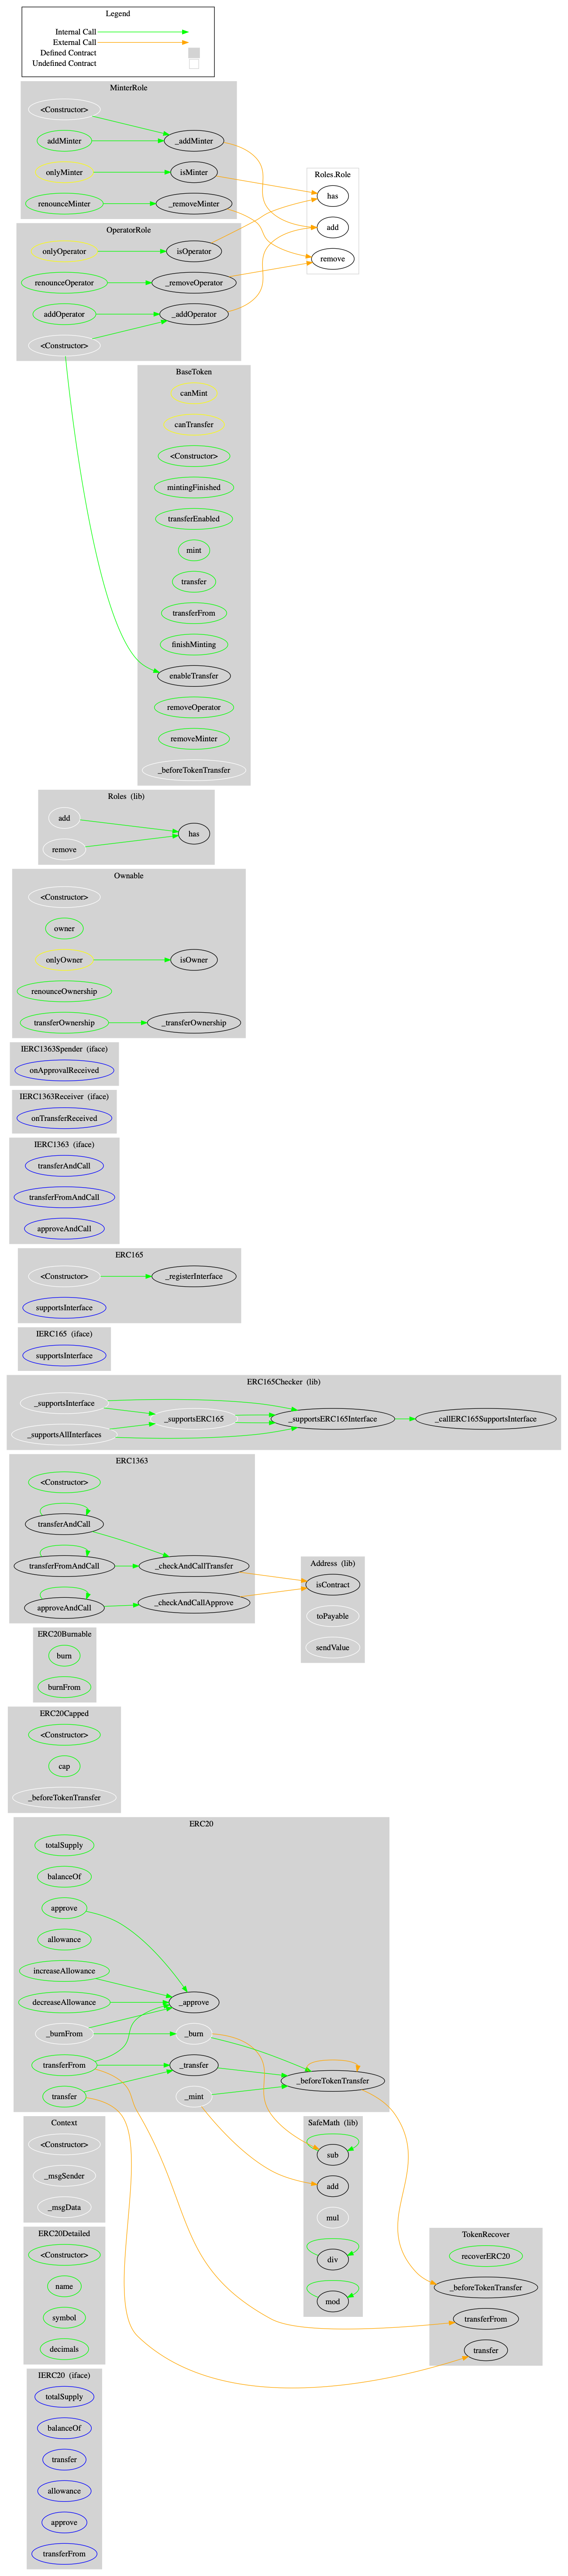 Legend
Internal Call
External Call
Defined Contract
Undefined Contract
MinterRole
<Constructor>
addMinter
_addMinter
onlyMinter
isMinter
renounceMinter
_removeMinter
Roles.Role
has
add
remove
OperatorRole
onlyOperator
isOperator
renounceOperator
_removeOperator
addOperator
_addOperator
<Constructor>
BaseToken
canMint
canTransfer
<Constructor>
mintingFinished
transferEnabled
mint
transfer
transferFrom
finishMinting
enableTransfer
removeOperator
removeMinter
_beforeTokenTransfer
Roles (lib)
add
has
remove
Ownable
<Constructor>
owner
onlyOwner
isOwner
renounceOwnership
transferOwnership
_transferOwnership
IERC1363Spender (iface)
onApprovalReceived
IERC1363Receiver (iface)
onTransferReceived
IERC1363 (iface)
transferAndCall
transferFromAndCall
approveAndCall
ERC165
<Constructor>
_registerInterface
supportsInterface
IERC165 (iface)
supportsInterface
ERC165Checker (lib)
_supportsInterface
_supportsERC165
_supportsERC165Interface
_callERC165SupportsInterface
_supportsAllInterfaces
ERC1363
<Constructor>
transferAndCall
transferFromAndCall
_checkAndCallTransfer
approveAndCall
_checkAndCallApprove
Address (lib)
isContract
toPayable
sendValue
ERC20Burnable
burn
burnFrom
ERC20Capped
<Constructor>
cap
_beforeTokenTransfer
ERC20
totalSupply
balanceOf
approve
allowance
increaseAllowance
decreaseAllowance
_approve
_burnFrom
_burn
transferFrom
_transfer
_beforeTokenTransfer
transfer
_mint
Context
<Constructor>
_msgSender
_msgData
SafeMath (lib)
sub
add
mul
div
mod
TokenRecover
recoverERC20
_beforeTokenTransfer
transferFrom
transfer
ERC20Detailed
<Constructor>
name
symbol
decimals
IERC20 (iface)
totalSupply
balanceOf
transfer
allowance
approve
transferFrom